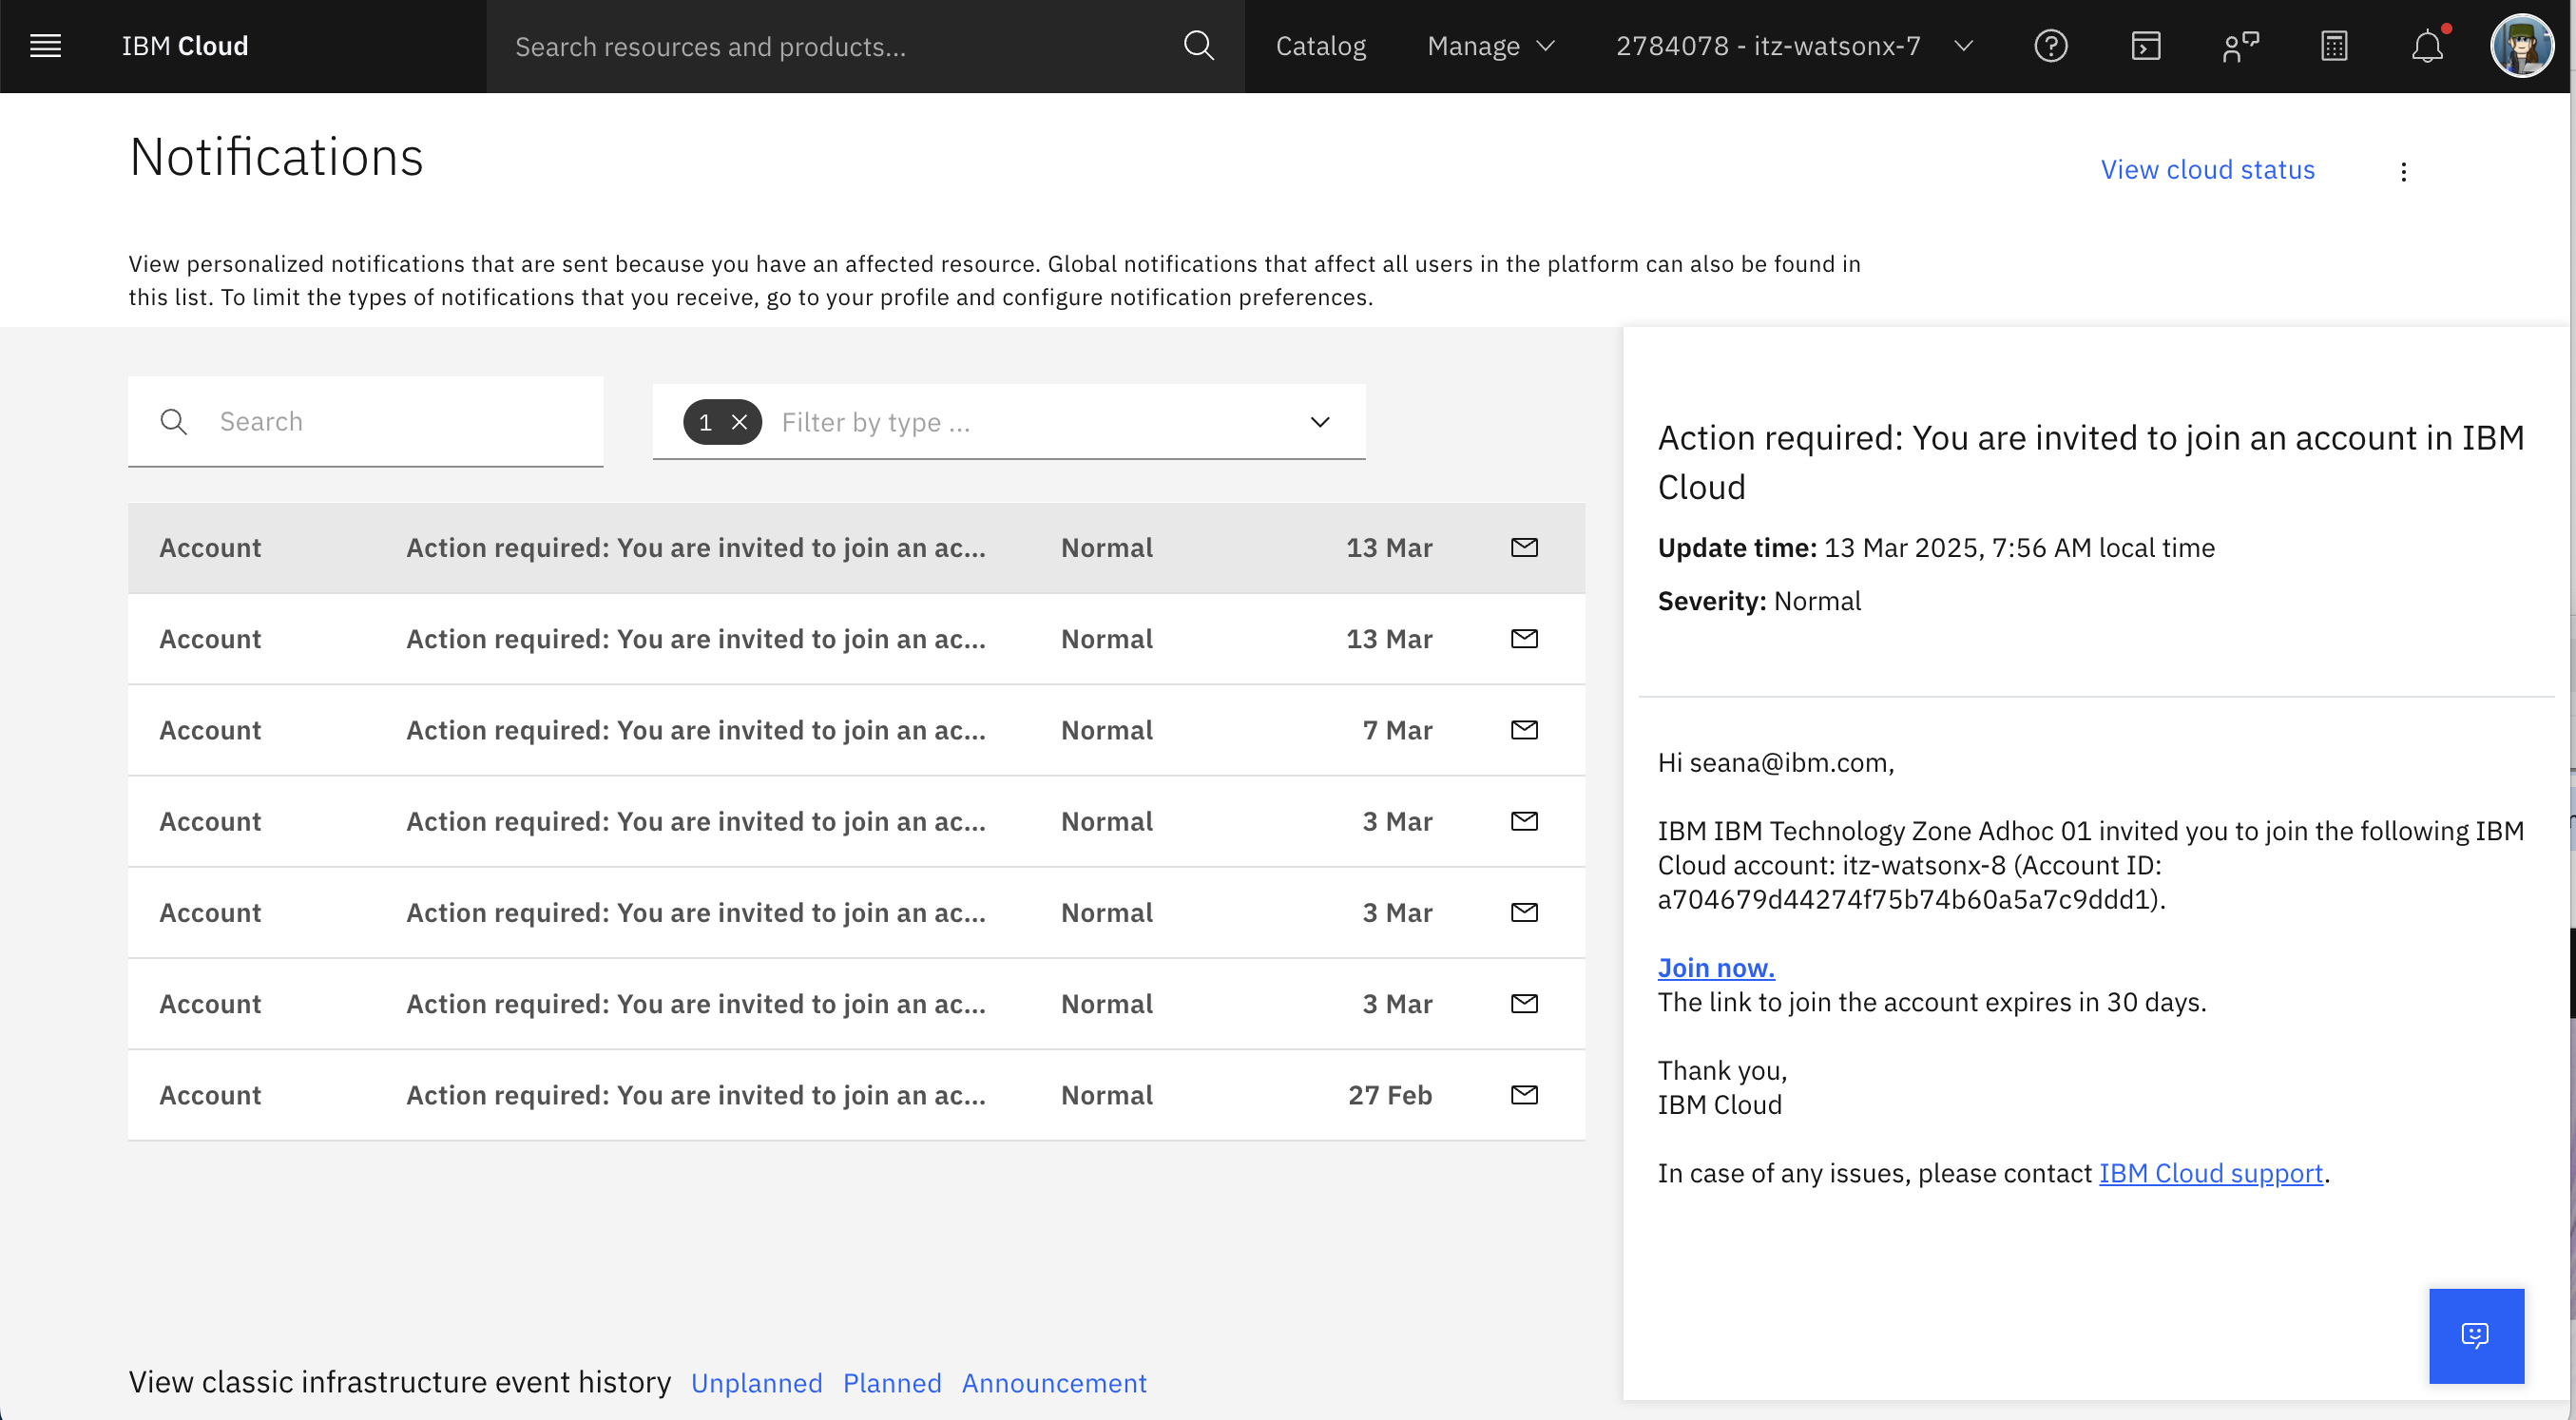 IBM Cloud
Search resources and products...
Catalog
Manage
2784078 - itz-watsonx-7
Notifications
View cloud status
View personalized notifications that are sent because you have an affected resource. Global notifications that affect all users in the platform can also be found in
this list. To limit the types of notifications that you receive, go to your profile and configure notification preferences.
Search
1
Filter by type ...
Account Action required: You are invited to join an ac... Normal 13 Mar
Account Action required: You are invited to join an ac... Normal 13 Mar
Account Action required: You are invited to join an ac... Normal 7 Mar
Account Action required: You are invited to join an ac... Normal 3 Mar
Account Action required: You are invited to join an ac... Normal 3 Mar
Account Action required: You are invited to join an ac... Normal 3 Mar
Account Action required: You are invited to join an ac... Normal 27 Feb
View classic infrastructure event history Unplanned Planned Announcement
Action required: You are invited to join an account in IBM
Cloud
Update time: 13 Mar 2025, 7:56 AM local time
Severity: Normal
Hi seana@ibm.com,
IBM IBM Technology Zone Adhoc 01 invited you to join the following IBM
Cloud account: itz-watsonx-8 (Account ID:
a704679d44274f75b74b60a5a7c9ddd1).
Join now.
The link to join the account expires in 30 days.
Thank you,
IBM Cloud
In case of any issues, please contact IBM Cloud support.